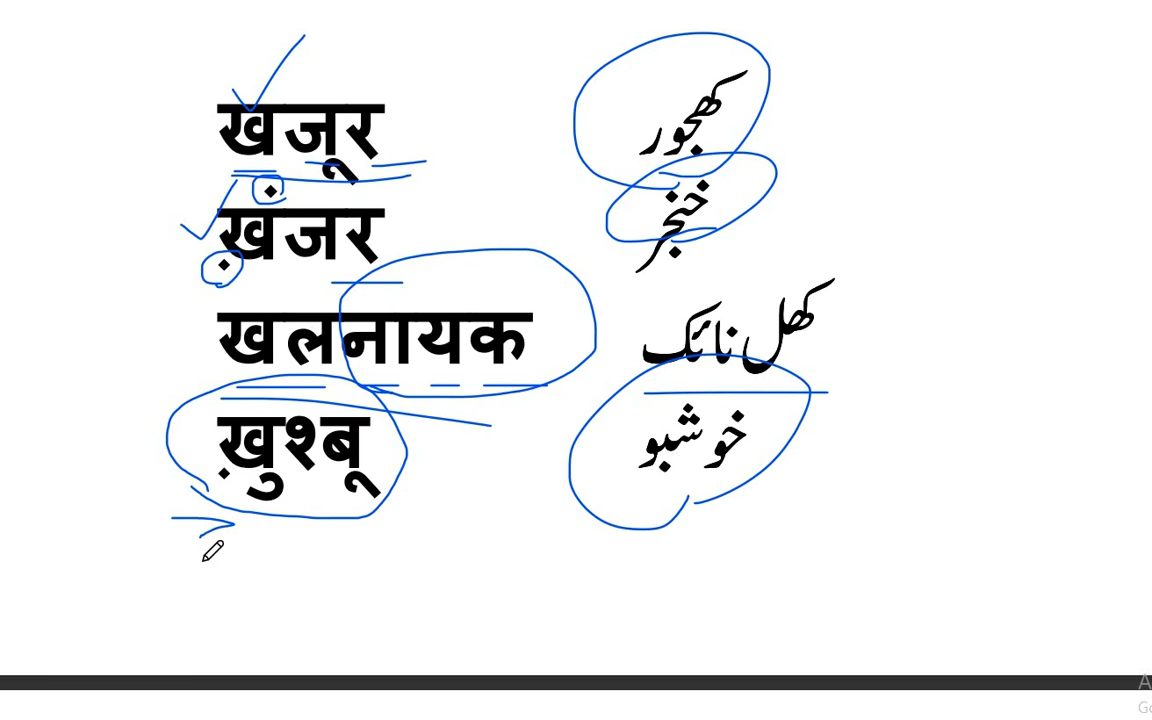 खजूर کھجور
ख़ंजर خنجر
खलनायक کھل نائک
ख़ुश्बू خوشبو